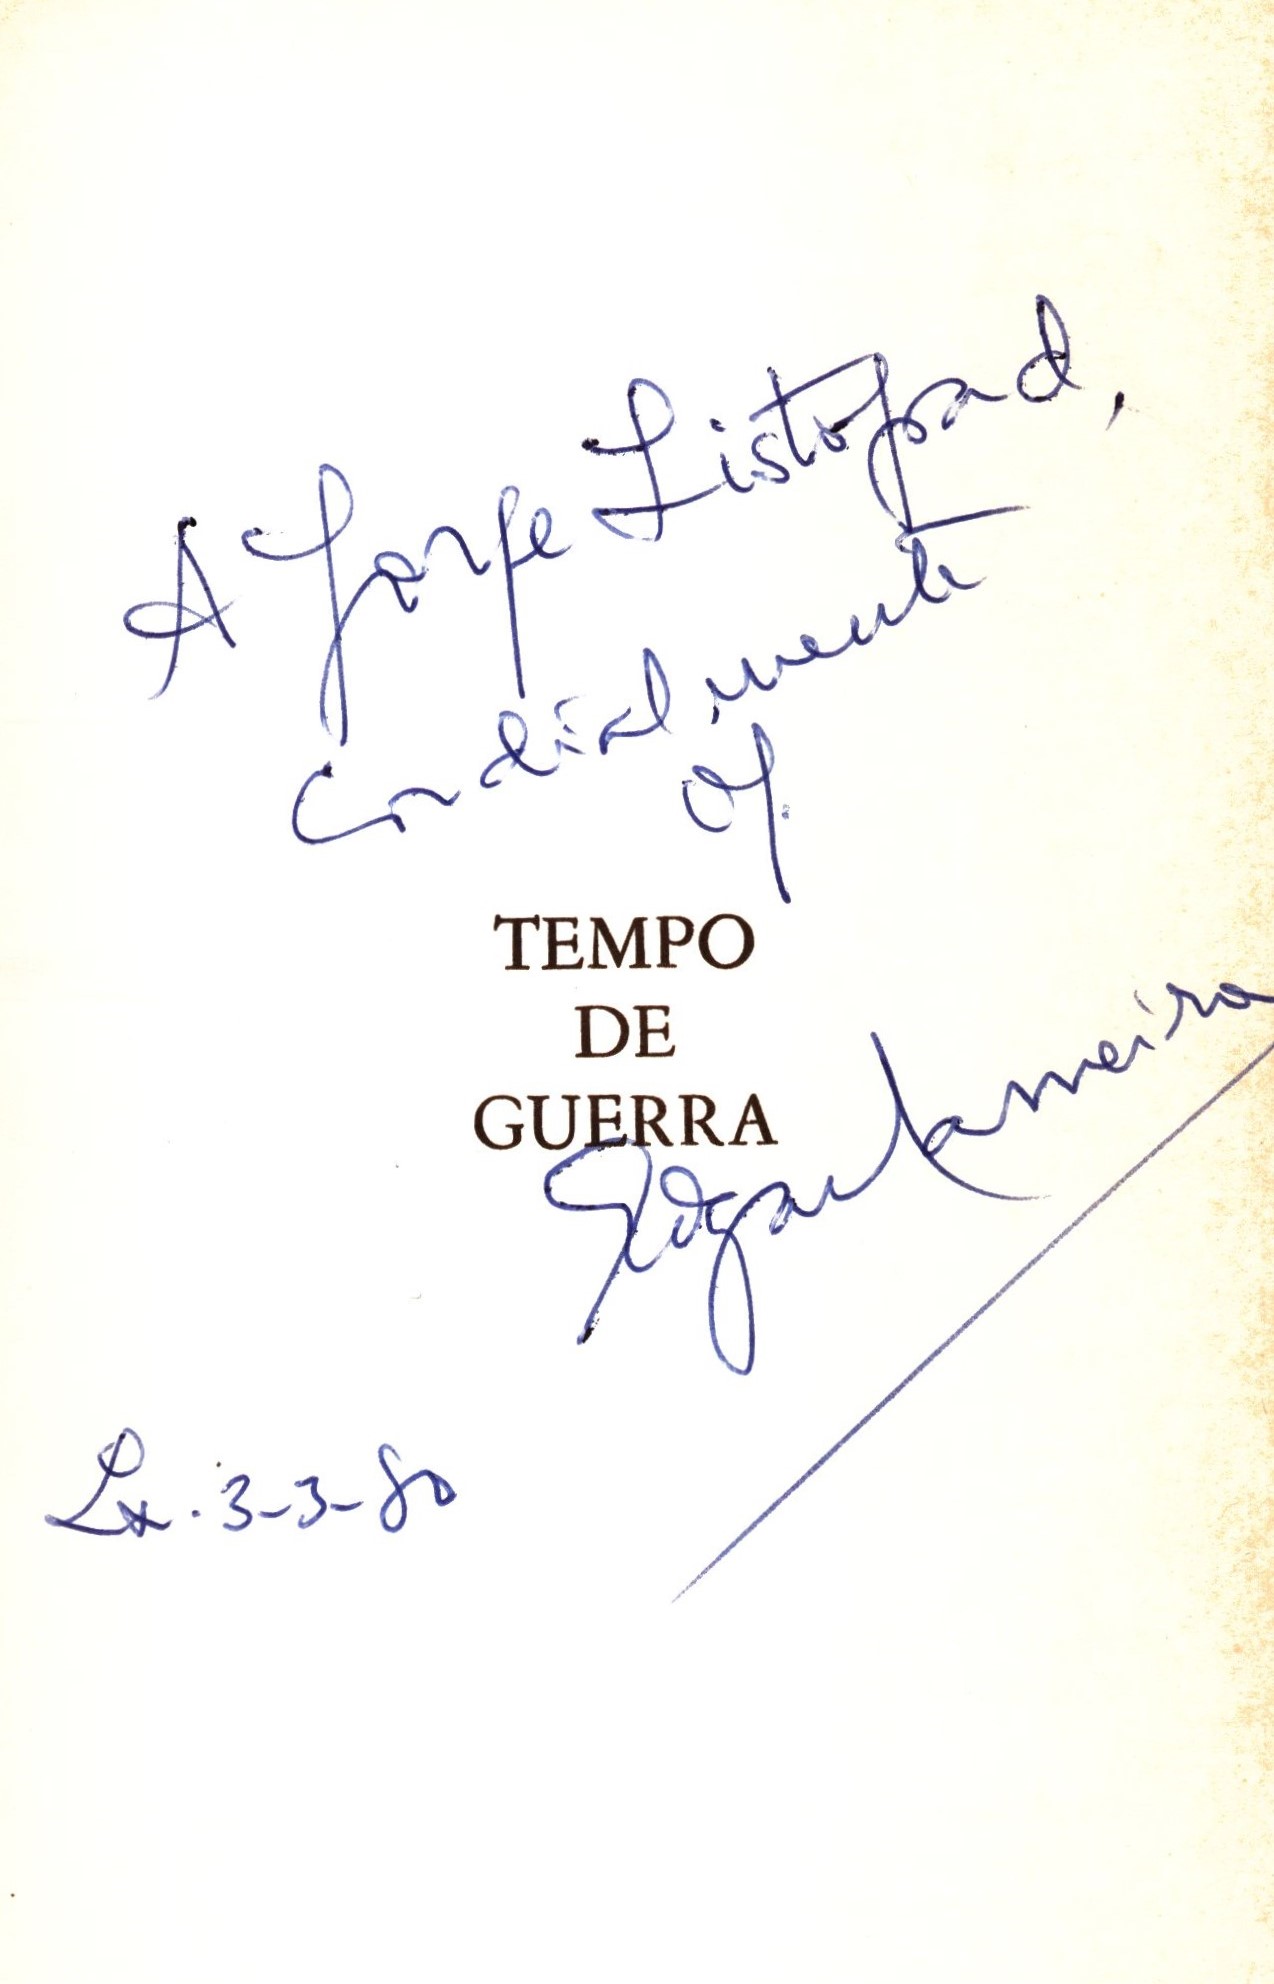 A Jorge Listopad,
cordialmente
of.
TEMPO
DE
GUERRA
Edgar Carneiro
Lx. 3-3-80